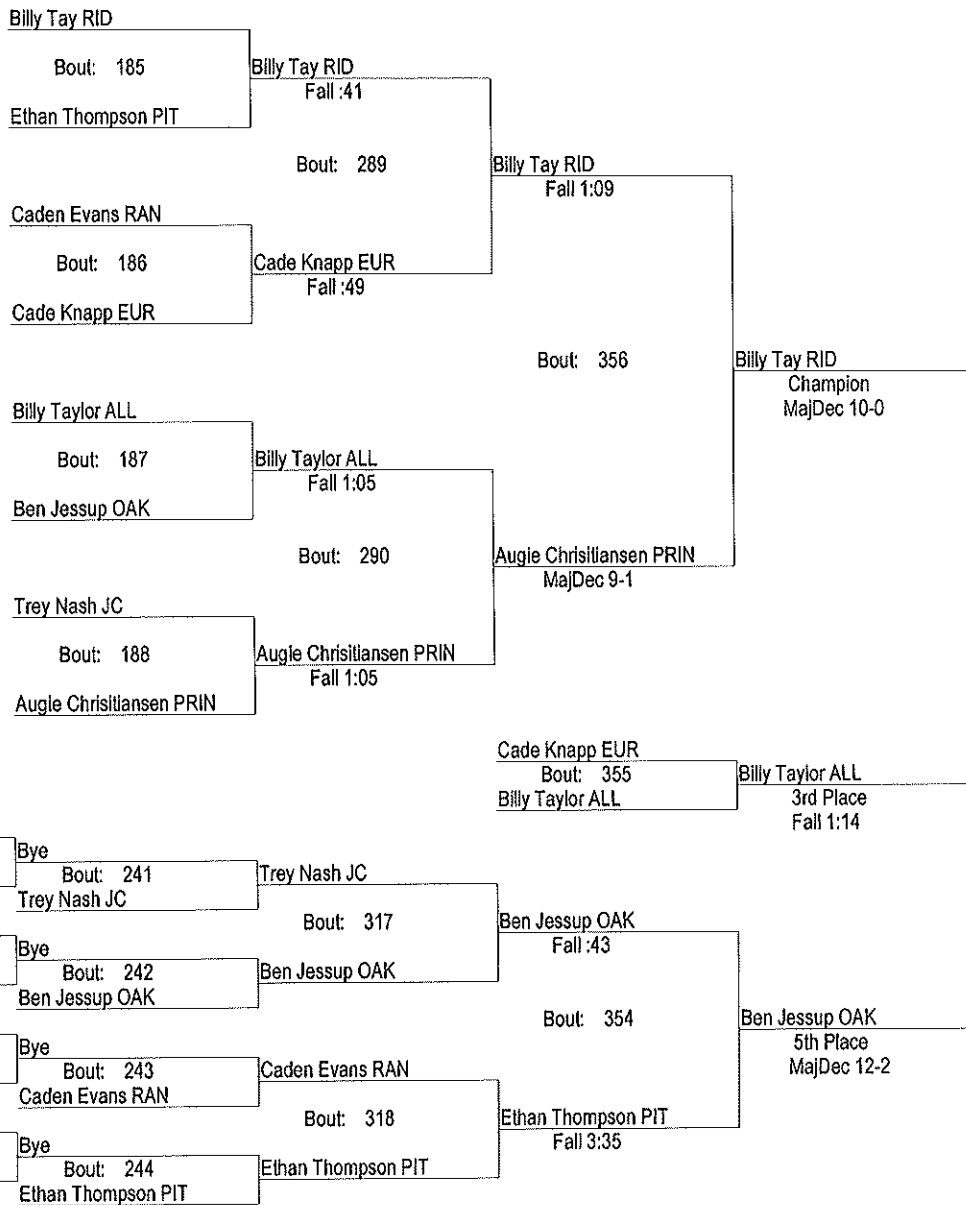 Billy Tay RID
Bout: 185
Ethan Thompson PIT
Billy Tay RID
Fall :41
Bout: 289
Billy Tay RID
Fall 1:09
Caden Evans RAN
Bout: 186
Cade Knapp EUR
Cade Knapp EUR
Fall :49
Bout: 356
Billy Tay RID
Champion
MajDec 10-0
Billy Taylor ALL
Bout: 187
Ben Jessup OAK
Billy Taylor ALL
Fall 1:05
Bout: 290
Augie Chrisitiansen PRIN
MajDec 9-1
Trey Nash JC
Bout: 188
Augie Chrisitiansen PRIN
Augie Chrisitiansen PRIN
Fall 1:05
Cade Knapp EUR
Bout: 355
Billy Taylor ALL
Billy Taylor ALL
3rd Place
Fall 1:14
Bye
Bout: 241
Trey Nash JC
Trey Nash JC
Bout: 317
Ben Jessup OAK
Fall :43
Bye
Bout: 242
Ben Jessup OAK
Ben Jessup OAK
Bout: 354
Ben Jessup OAK
5th Place
MajDec 12-2
Bye
Bout: 243
Caden Evans RAN
Caden Evans RAN
Bout: 318
Ethan Thompson PIT
Fall 3:35
Bye
Bout: 244
Ethan Thompson PIT
Ethan Thompson PIT